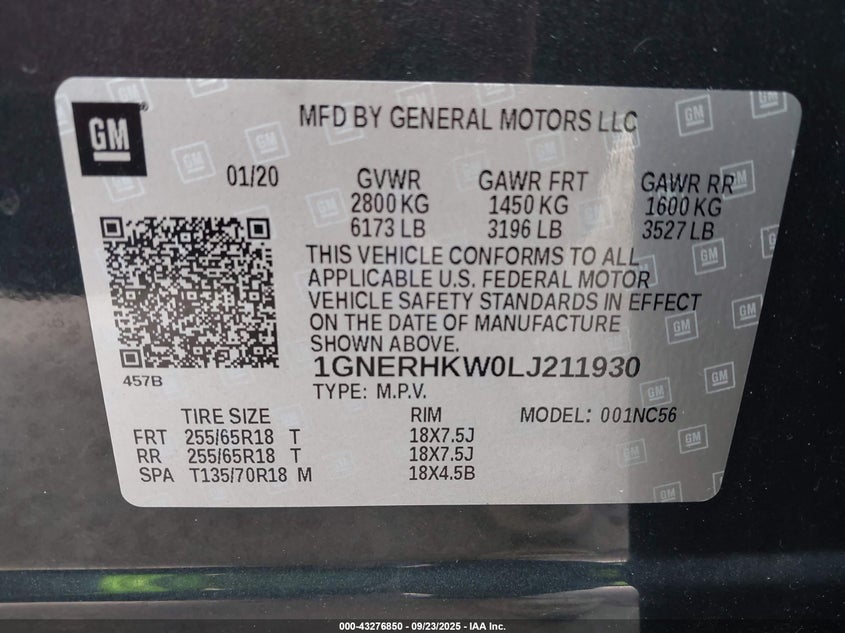 GM
MFD BY GENERAL MOTORS LLC
01/20 GVWR GAWR FRT GAWR RR
2800 KG 1450 KG 1600 KG
6173 LB 3196 LB 3527 LB
THIS VEHICLE CONFORMS TO ALL
APPLICABLE U.S. FEDERAL MOTOR
VEHICLE SAFETY STANDARDS IN EFFECT
ON THE DATE OF MANUFACTURE
SHOWN ABOVE.
1GNERHKW0LJ211930
457B
TYPE: M.P.V.
TIRE SIZE RIM MODEL: 001NC56
FRT 255/65R18 T 18X7.5J
RR 255/65R18 T 18X7.5J
SPA T135/70R18 M 18X4.5B
000-43276850 - 09/23/2025 - IAA Inc.